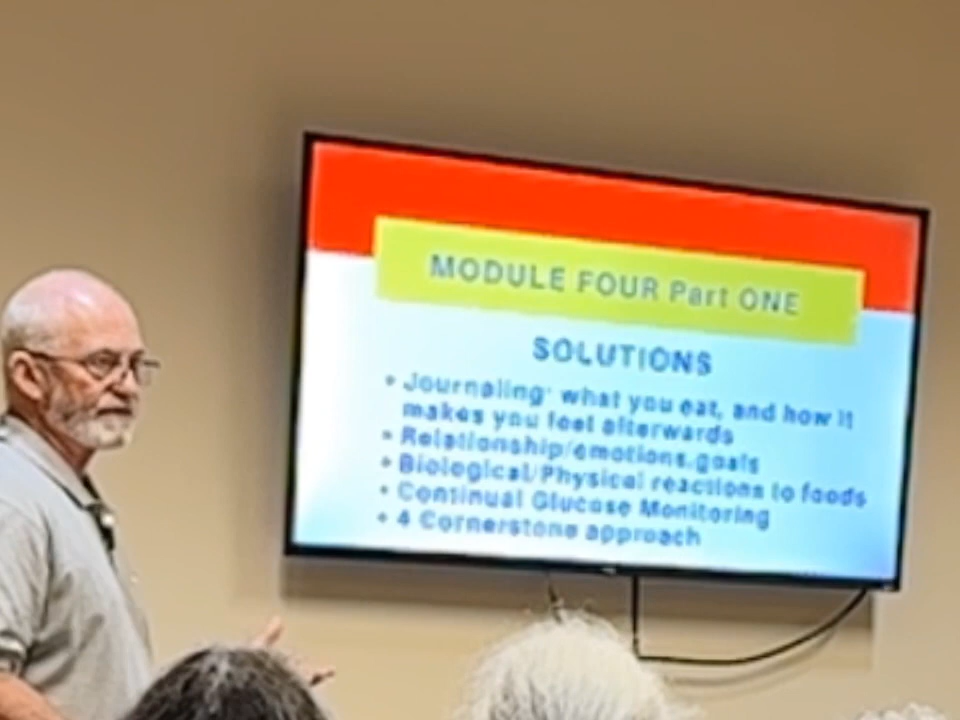 MODULE FOUR Part ONE
SOLUTIONS
• Journaling: what you eat, and how it
makes you feel afterwards
• Relationship/emotions,goals
• Biological/Physical reactions to foods
• Continual Glucose Monitoring
• 4 Cornerstone approach